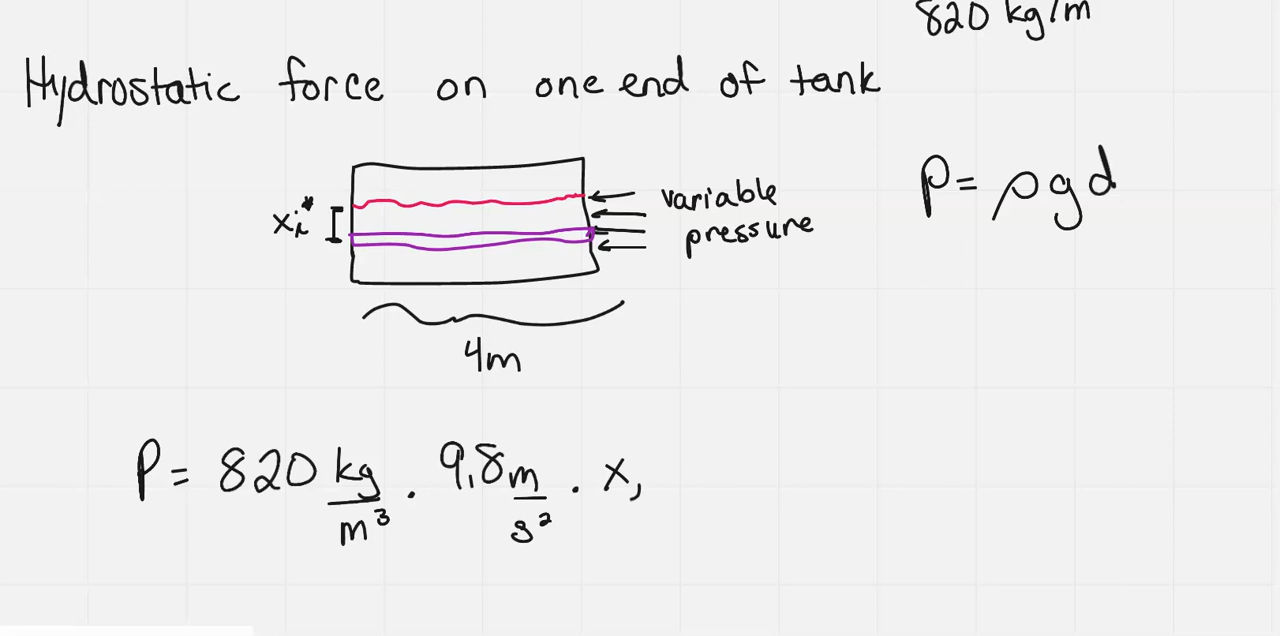 820 kg/m
Hydrostatic force on one end of tank
xᵢ*
variable
pressure
P = ρgd
4m
P = 820 kg/m³ · 9.8 m/s² · x,